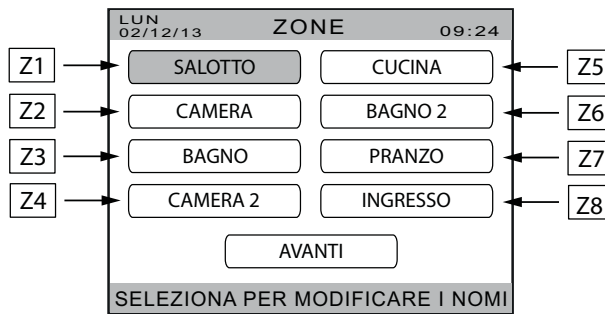 LUN
02/12/13 ZONE 09:24
Z1 SALOTTO CUCINA Z5
Z2 CAMERA BAGNO 2 Z6
Z3 BAGNO PRANZO Z7
Z4 CAMERA 2 INGRESSO Z8
AVANTI
SELEZIONA PER MODIFICARE I NOMI